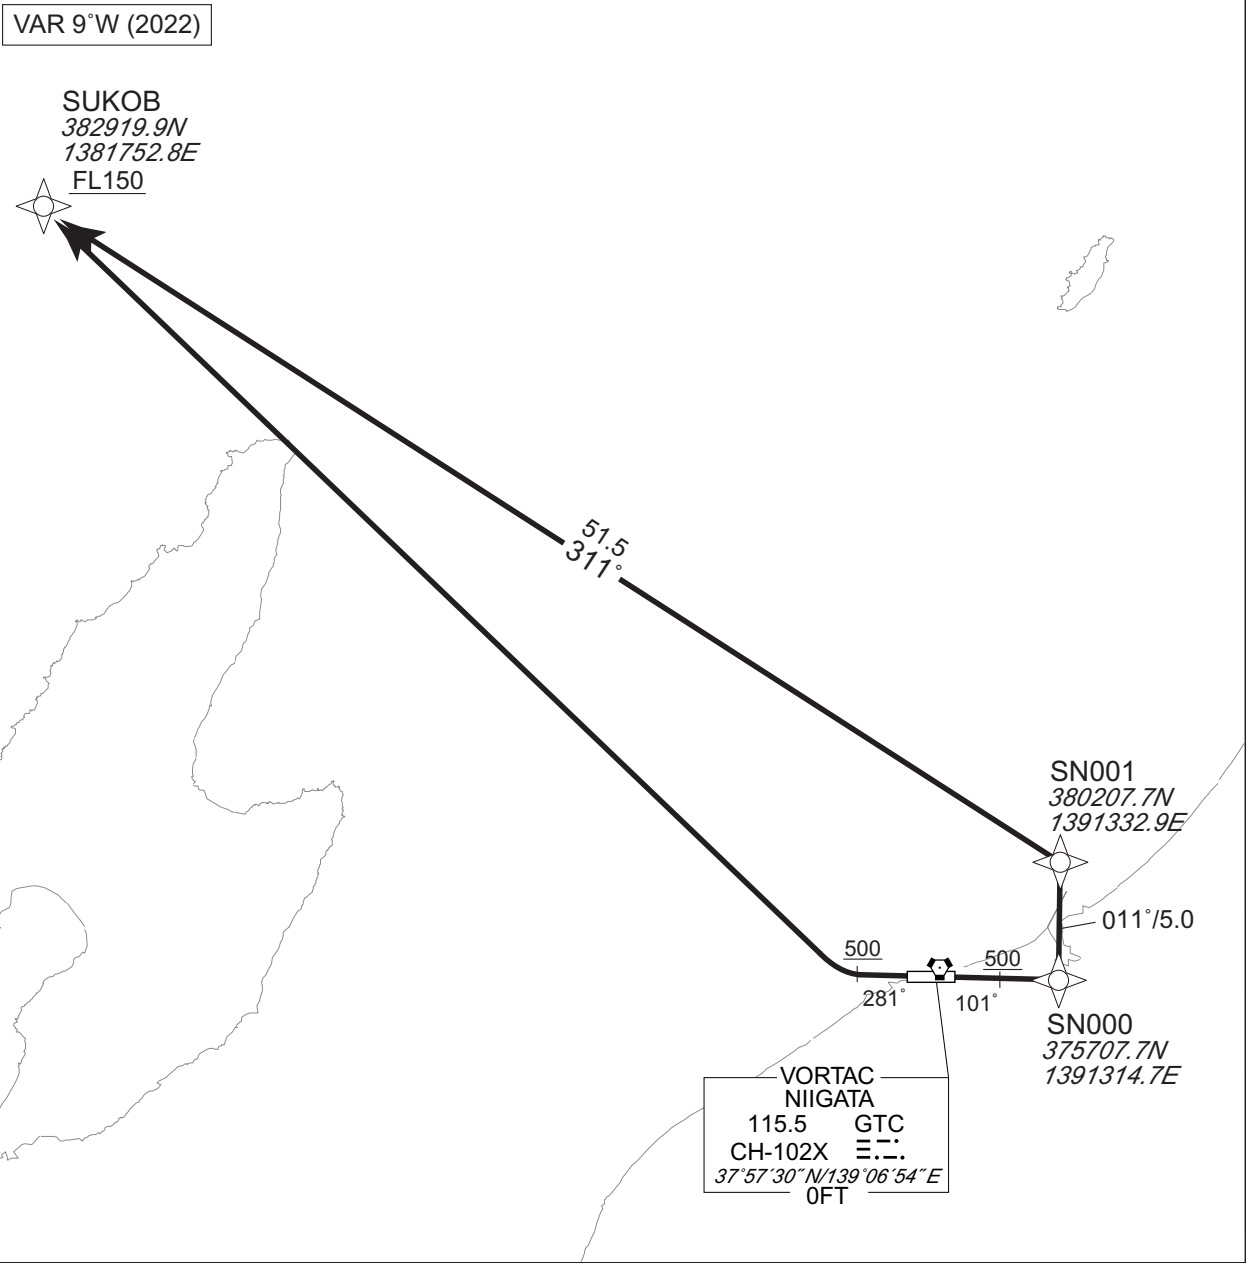 VAR 9°W (2022)
SUKOB
382919.9N
1381752.8E
FL150
51.5
311°
SN001
380207.7N
1391332.9E
011°/5.0
500
281°
500
101°
SN000
375707.7N
1391314.7E
VORTAC
NIIGATA
115.5 GTC
CH-102X
37°57′30″N/139°06′54″E
0FT